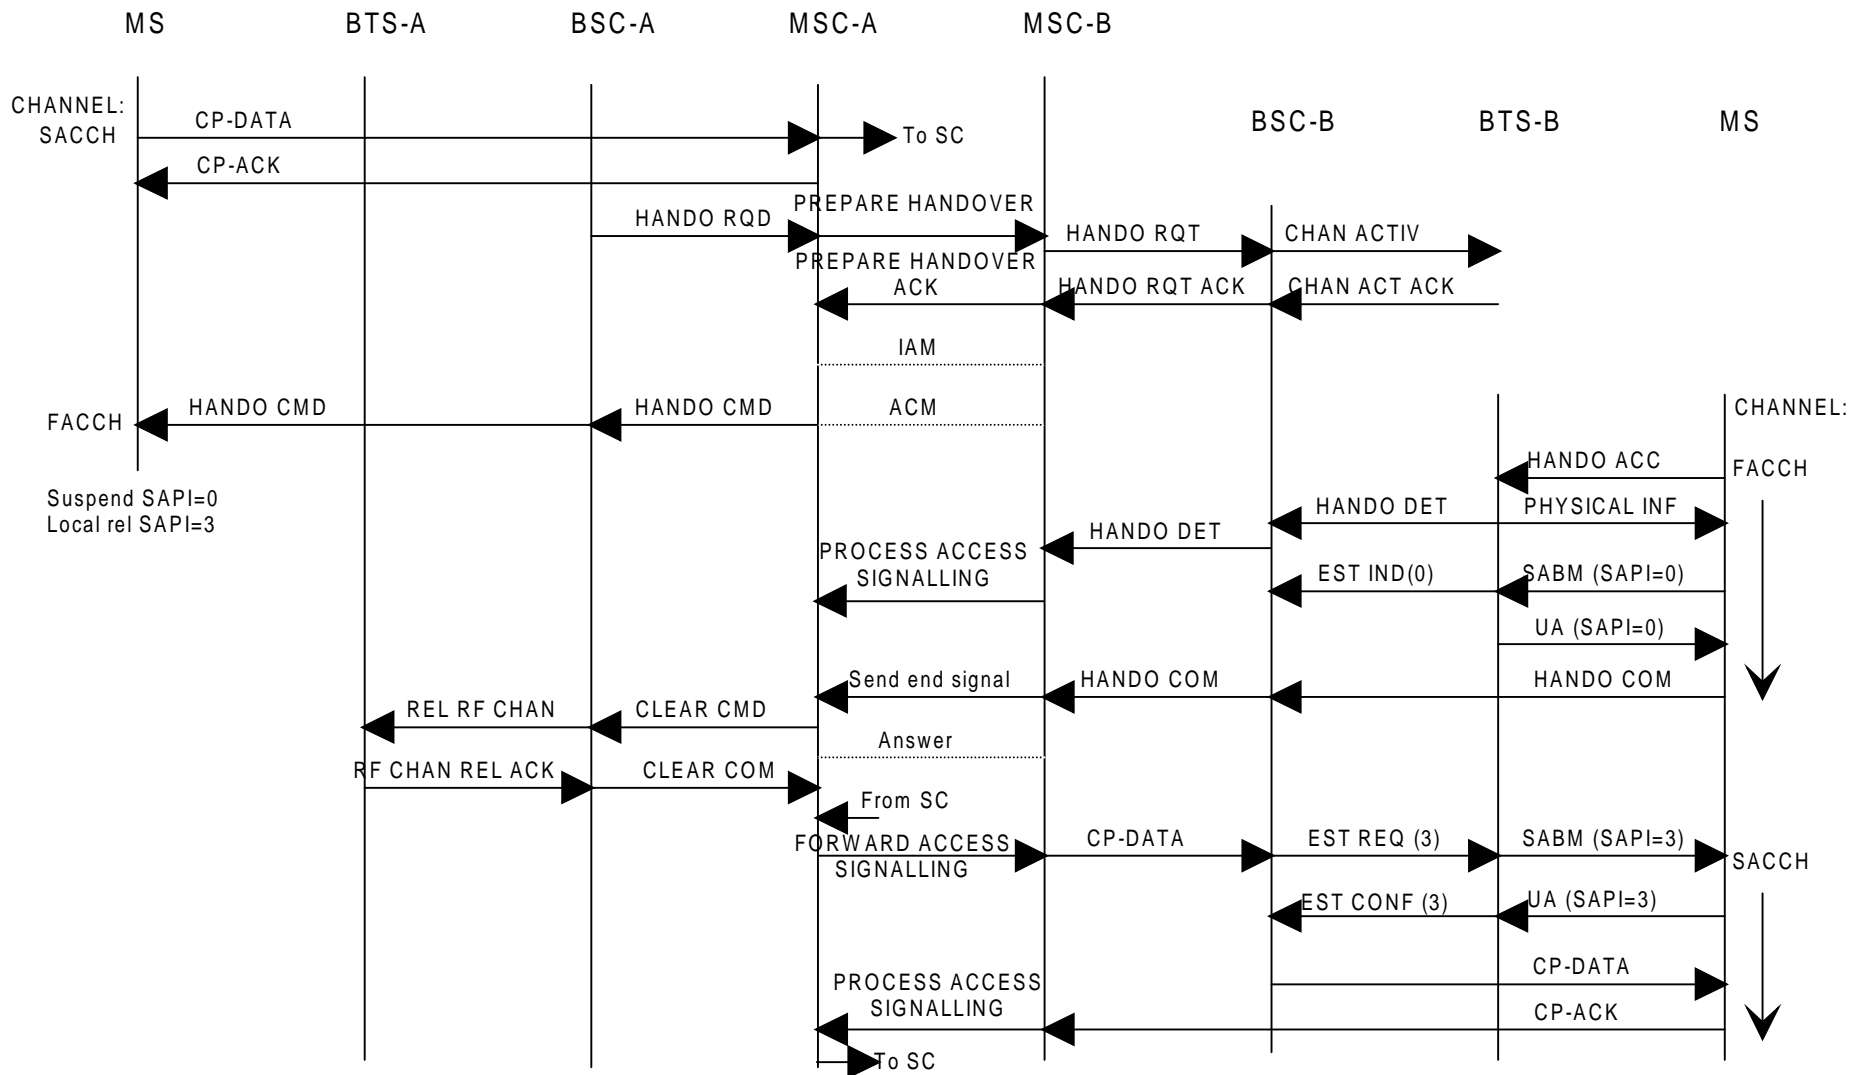 MS BTS-A BSC-A MSC-A MSC-B
BSC-B BTS-B MS
CHANNEL:
SACCH
CP-DATA
To SC
CP-ACK
PREPARE HANDOVER
HANDO RQD
HANDO RQT
CHAN ACTIV
PREPARE HANDOVER
ACK
HANDO RQT ACK
CHAN ACT ACK
IAM
FACCH
HANDO CMD
HANDO CMD
ACM
CHANNEL:
HANDO ACC
FACCH
Suspend SAPI=0
Local rel SAPI=3
HANDO DET
PHYSICAL INF
HANDO DET
PROCESS ACCESS
SIGNALLING
EST IND(0)
SABM (SAPI=0)
UA (SAPI=0)
Send end signal
HANDO COM
HANDO COM
REL RF CHAN
CLEAR CMD
Answer
RF CHAN REL ACK
CLEAR COM
From SC
FORWARD ACCESS
SIGNALLING
CP-DATA
EST REQ (3)
SABM (SAPI=3)
SACCH
EST CONF (3)
UA (SAPI=3)
CP-DATA
PROCESS ACCESS
SIGNALLING
CP-ACK
To SC